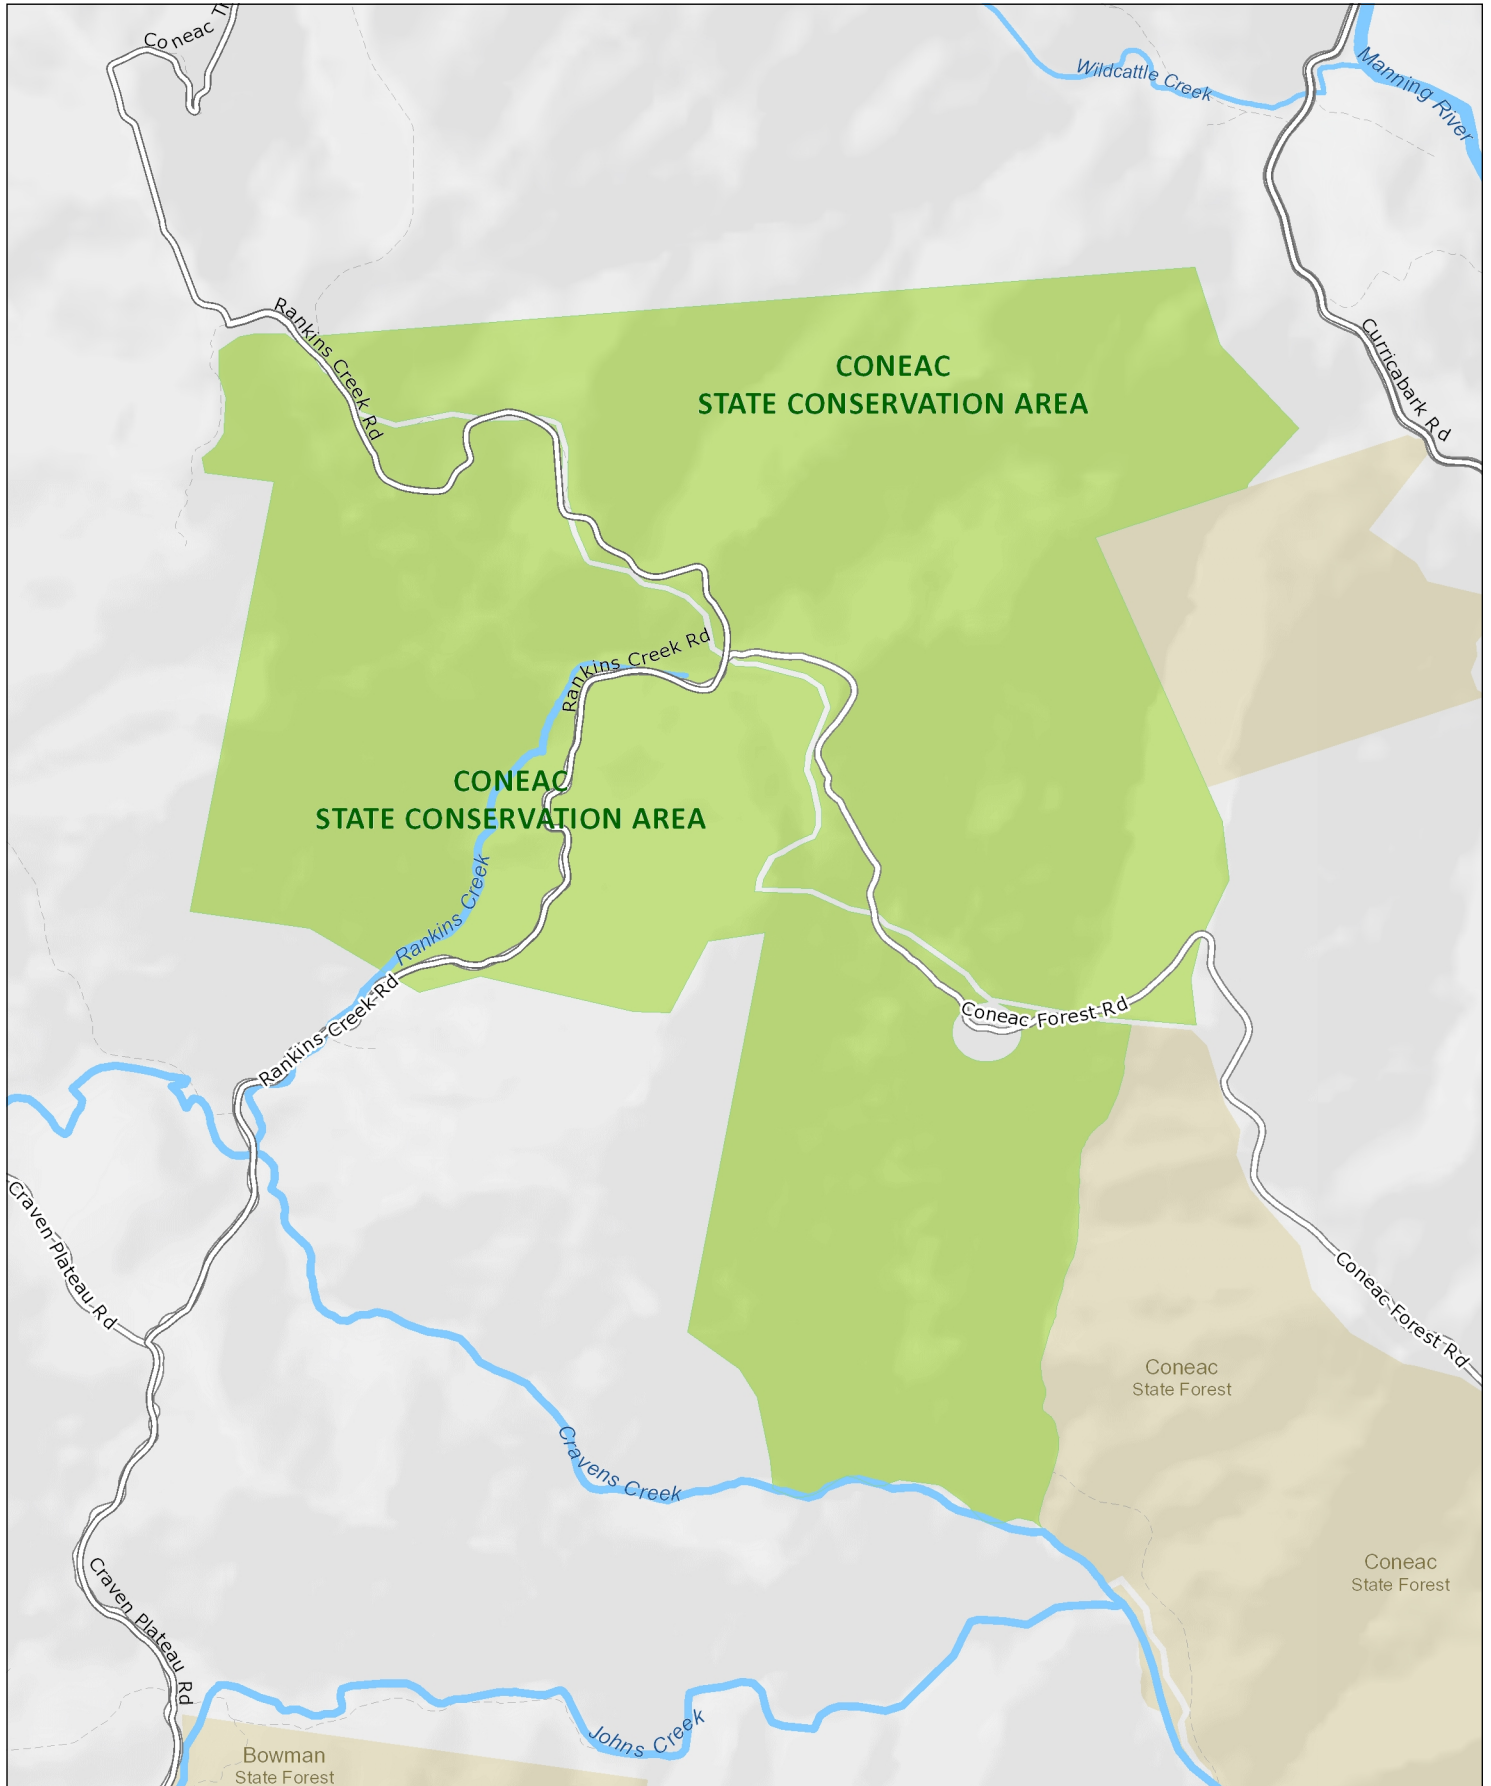 Coneac
Wildcattle Creek
Manning River
Rankins Creek Rd
CONEAC
STATE CONSERVATION AREA
Curricabark Rd
Rankins Creek Rd
CONEAC
STATE CONSERVATION AREA
Rankins Creek
Rankins Creek Rd
Coneac Forest Rd
Craven Plateau Rd
Coneac Forest Rd
Coneac
State Forest
Cravens Creek
Coneac
State Forest
Craven Plateau Rd
Johns Creek
Bowman
State Forest